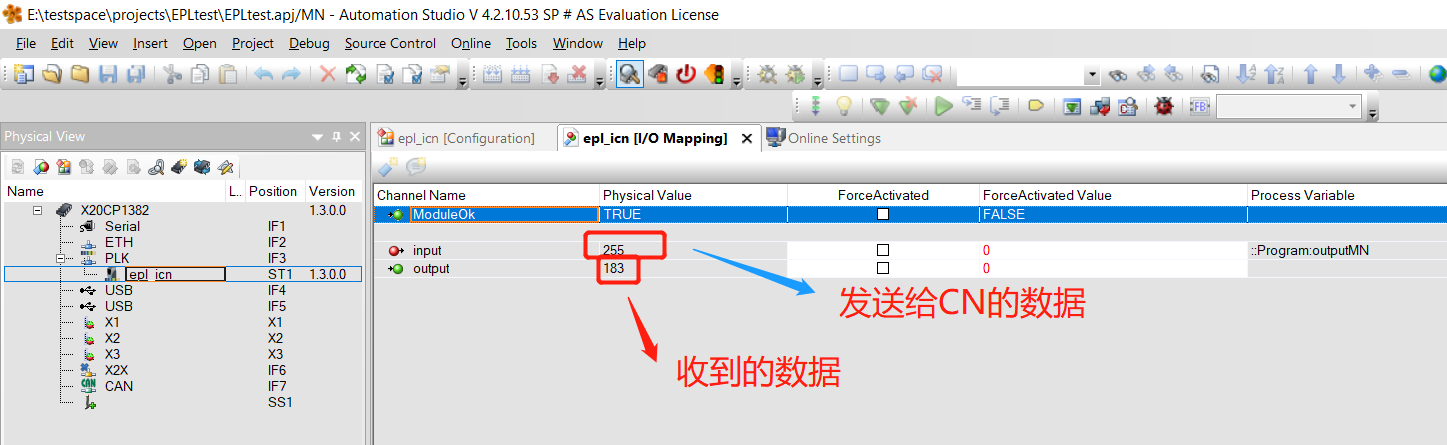 E:\testspace\projects\EPLtest\EPLtest.apj/MN - Automation Studio V 4.2.10.53 SP # AS Evaluation License
File Edit View Insert Open Project Debug Source Control Online Tools Window Help
Physical View
epl_icn [Configuration] epl_icn [I/O Mapping] Online Settings
Name L.. Position Version
X20CP1382 1.3.0.0
Serial IF1
ETH IF2
PLK IF3
epl_icn ST1 1.3.0.0
USB IF4
USB IF5
X1 X1
X2 X2
X3 X3
X2X IF6
CAN IF7
SS1
Channel Name Physical Value ForceActivated ForceActivated Value Process Variable
ModuleOk TRUE FALSE
input 255 0 ::Program:outputMN
output 183 0
发送给CN的数据
收到的数据